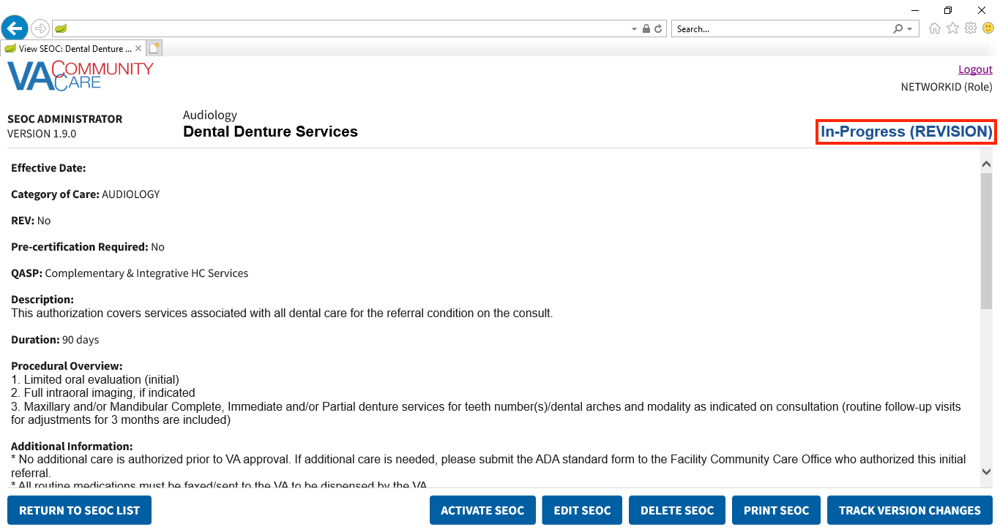 Search...
View SEOC: Dental Denture ...
VA COMMUNITY CARE
Logout
NETWORKID (Role)
SEOC ADMINISTRATOR
VERSION 1.9.0
Audiology
Dental Denture Services
In-Progress (REVISION)
Effective Date:
Category of Care: AUDIOLOGY
REV: No
Pre-certification Required: No
QASP: Complementary & Integrative HC Services
Description:
This authorization covers services associated with all dental care for the referral condition on the consult.
Duration: 90 days
Procedural Overview:
1. Limited oral evaluation (initial)
2. Full intraoral imaging, if indicated
3. Maxillary and/or Mandibular Complete, Immediate and/or Partial denture services for teeth number(s)/dental arches and modality as indicated on consultation (routine follow-up visits
for adjustments for 3 months are included)
Additional Information:
* No additional care is authorized prior to VA approval. If additional care is needed, please submit the ADA standard form to the Facility Community Care Office who authorized this initial
referral.
* All routine medications must be faxed/sent to the VA to be dispensed by the VA
RETURN TO SEOC LIST
ACTIVATE SEOC
EDIT SEOC
DELETE SEOC
PRINT SEOC
TRACK VERSION CHANGES